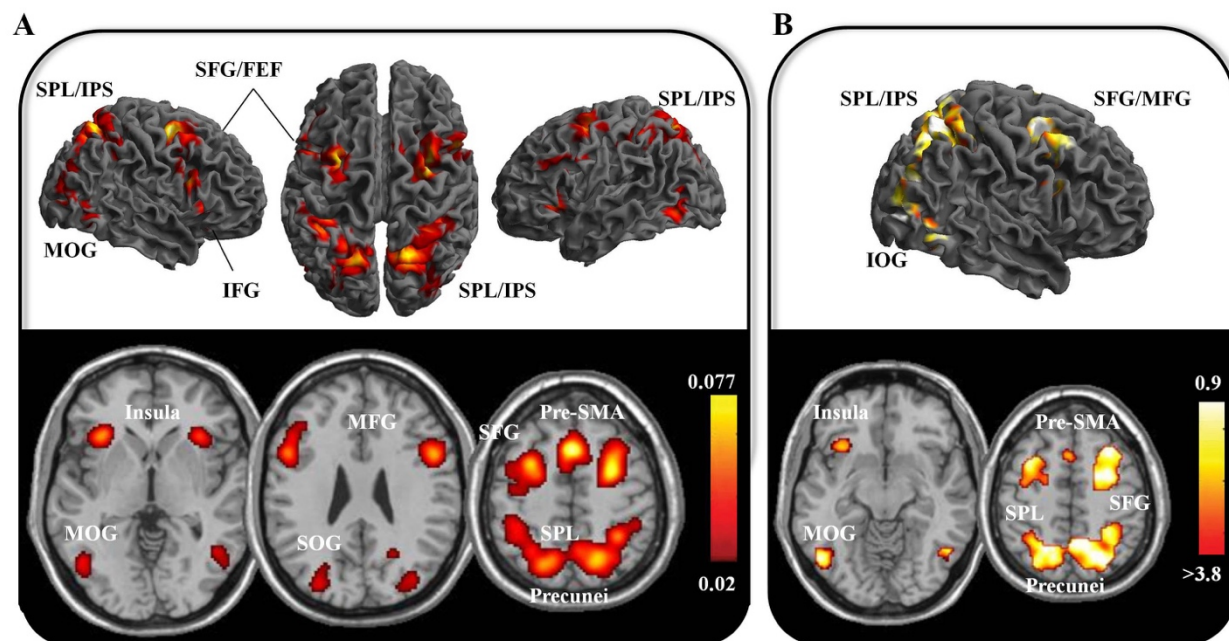 A
SFG/FEF
SPL/IPS
SPL/IPS
MOG
IFG
SPL/IPS
Insula
MOG
MFG
SOG
SFG
Pre-SMA
SPL
Precunei
0.077
0.02
B
SPL/IPS
SFG/MFG
IOG
Insula
MOG
Pre-SMA
SPL
SFG
Precunei
0.9
>3.8